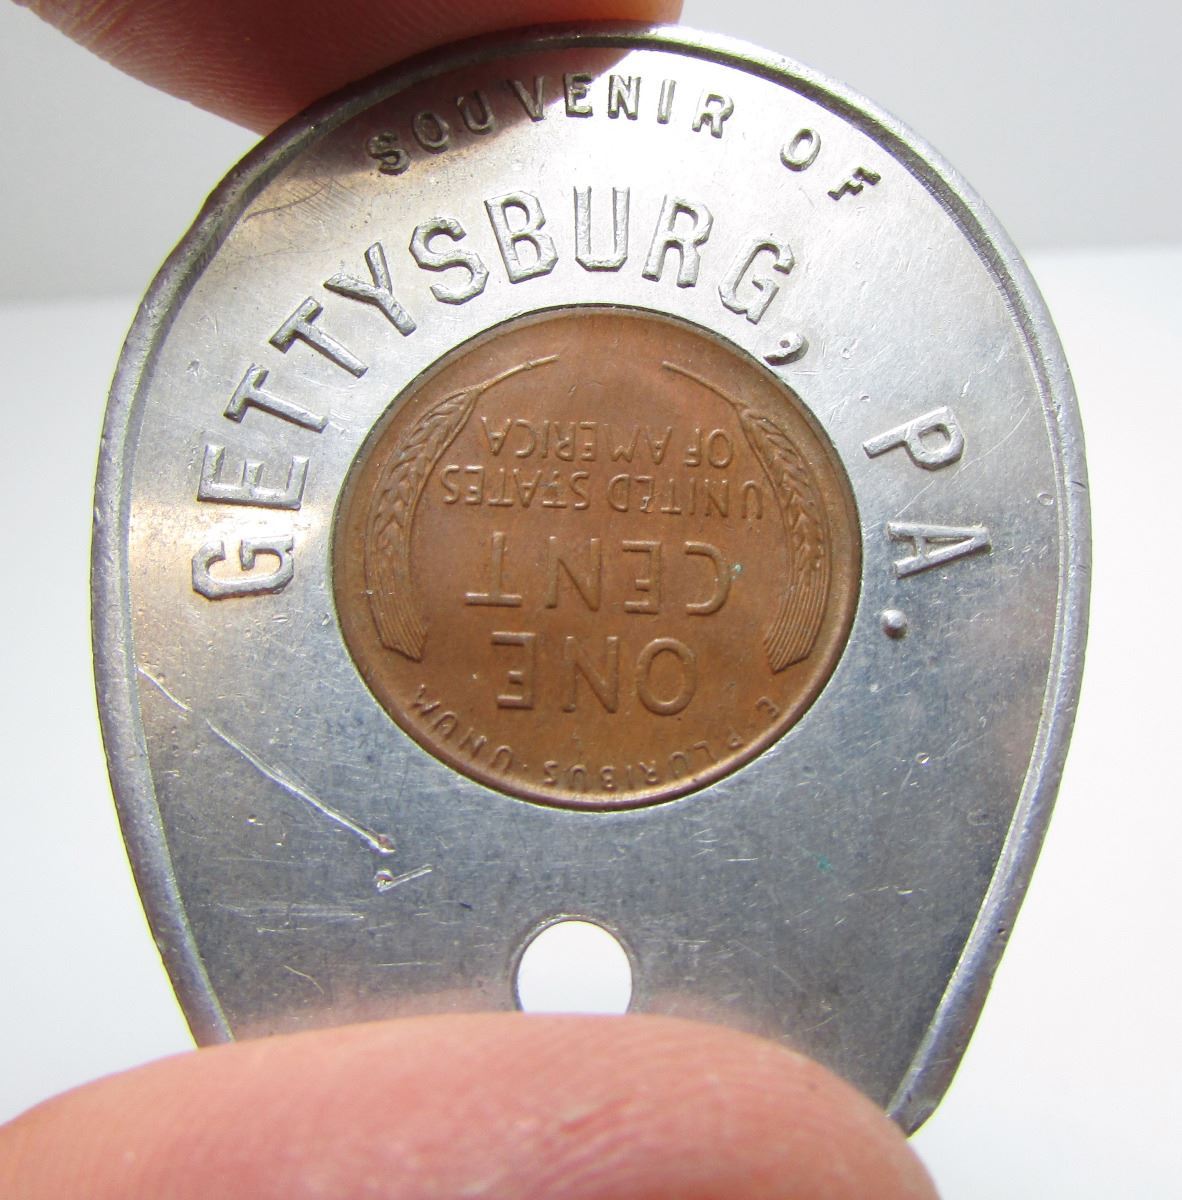 SOUVENIR OF
GETTYSBURG, PA.
E·PLURIBUS·UNUM
ONE
CENT
UNITED STATES
OF AMERICA